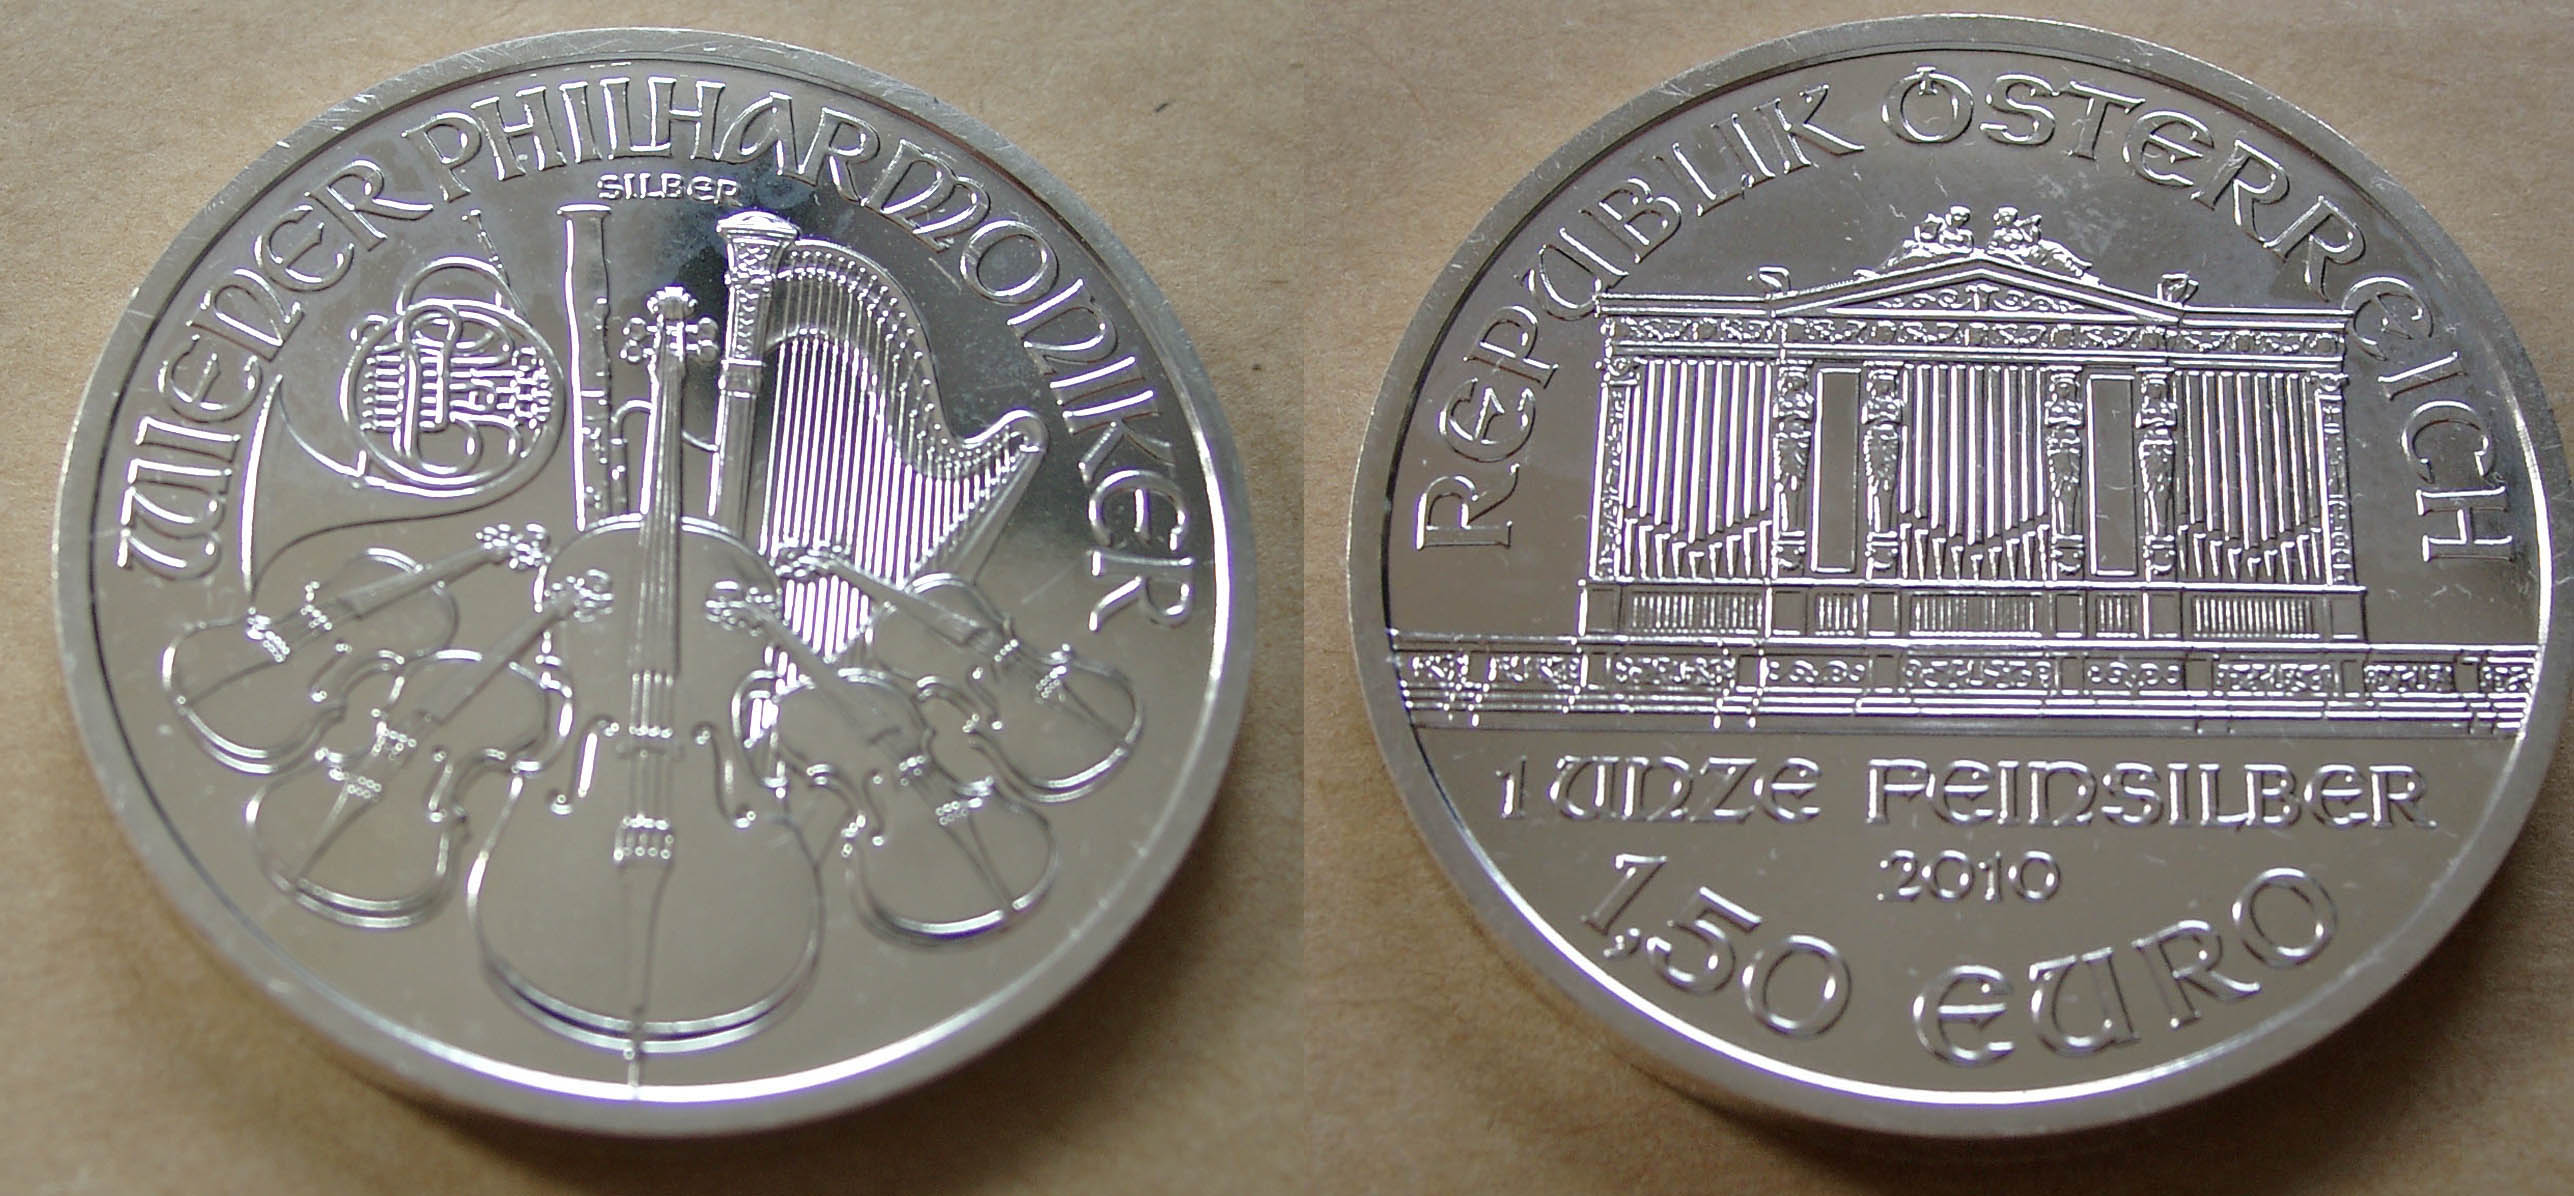 WIENER PHILHARMONIKER
SILBER
REPUBLIK ÖSTERREICH
1 UNZE FEINSILBER
2010
1,50 EURO